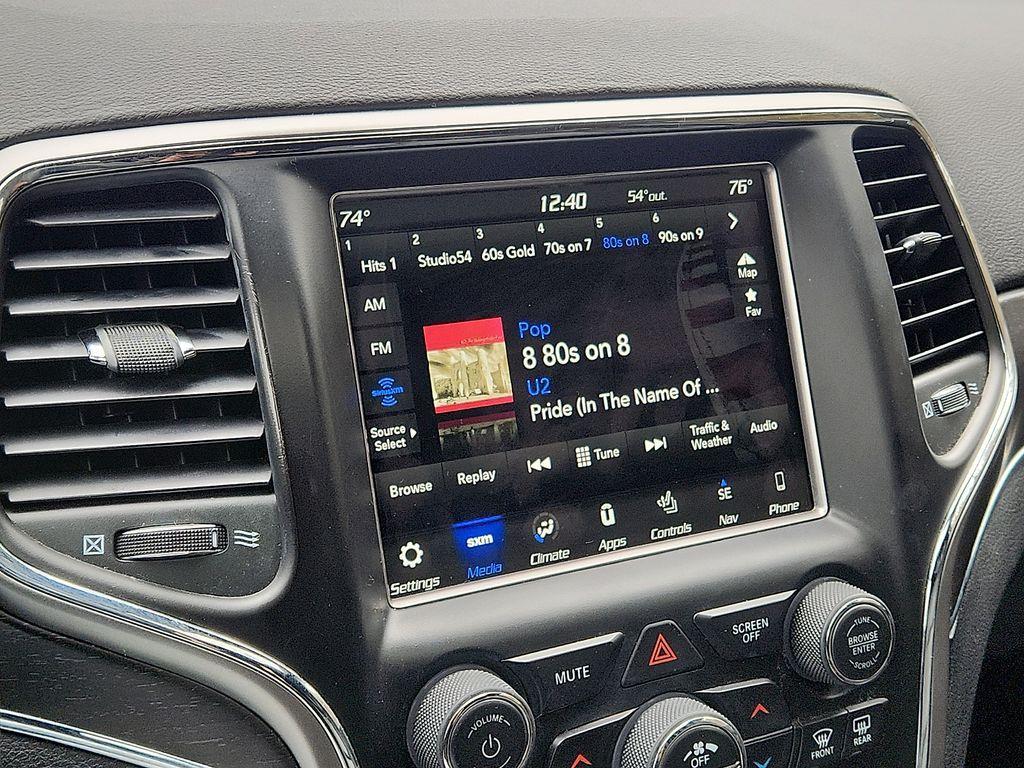 74° 12:40 54°out. 76°
1 2 3 4 5 6
Hits 1 Studio54 60s Gold 70s on 7 80s on 8 90s on 9
Map
Fav
AM
FM
siriusxm
Source
Select
Pop
8 80s on 8
U2
Pride (In The Name Of ...
Browse Replay Tune Traffic &
Weather Audio
SE
sxm
Settings Media Climate Apps Controls Nav Phone
MUTE
SCREEN
OFF
TUNE
BROWSE
ENTER
SCROLL
VOLUME
OFF
FRONT REAR